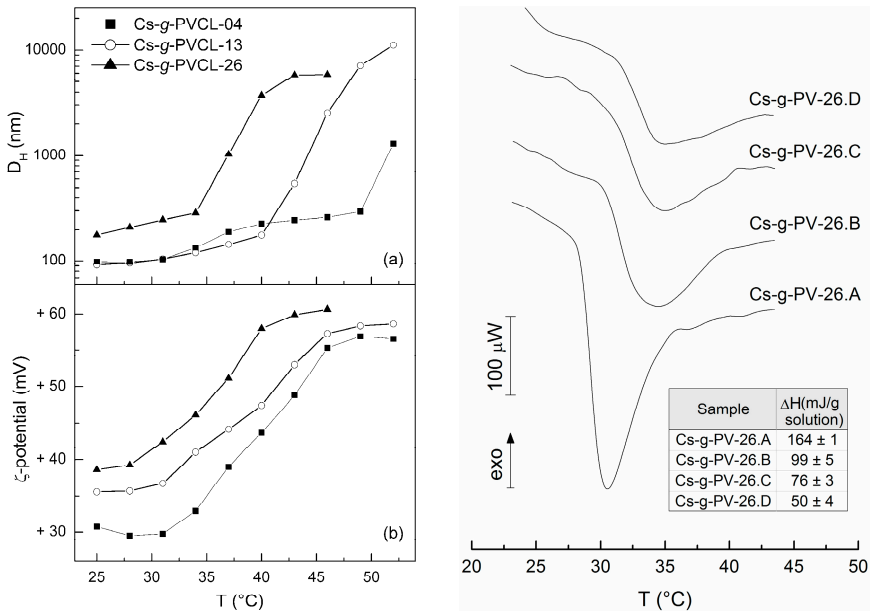 Cs-g-PVCL-04
Cs-g-PVCL-13
Cs-g-PVCL-26
10000
1000
100
D_H (nm)
(a)
+ 60
+ 50
+ 40
+ 30
ζ-potential (mV)
(b)
25 30 35 40 45 50
T (°C)
Cs-g-PV-26.D
Cs-g-PV-26.C
Cs-g-PV-26.B
Cs-g-PV-26.A
100 μW
exo
Sample ΔH(mJ/g solution)
Cs-g-PV-26.A 164 ± 1
Cs-g-PV-26.B 99 ± 5
Cs-g-PV-26.C 76 ± 3
Cs-g-PV-26.D 50 ± 4
20 25 30 35 40 45 50
T (°C)